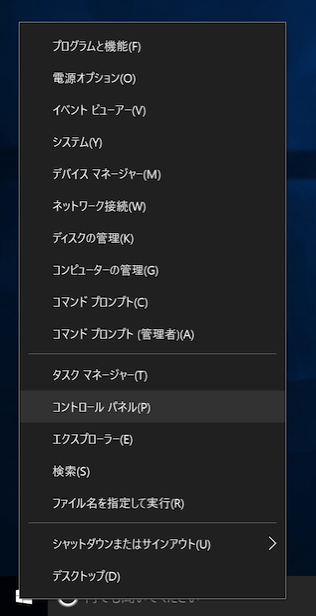 プログラムと機能(F)
電源オプション(O)
イベント ビューアー(V)
システム(Y)
デバイス マネージャー(M)
ネットワーク接続(W)
ディスクの管理(K)
コンピューターの管理(G)
コマンド プロンプト(C)
コマンド プロンプト (管理者)(A)
タスク マネージャー(T)
コントロール パネル(P)
エクスプローラー(E)
検索(S)
ファイル名を指定して実行(R)
シャットダウンまたはサインアウト(U)
デスクトップ(D)